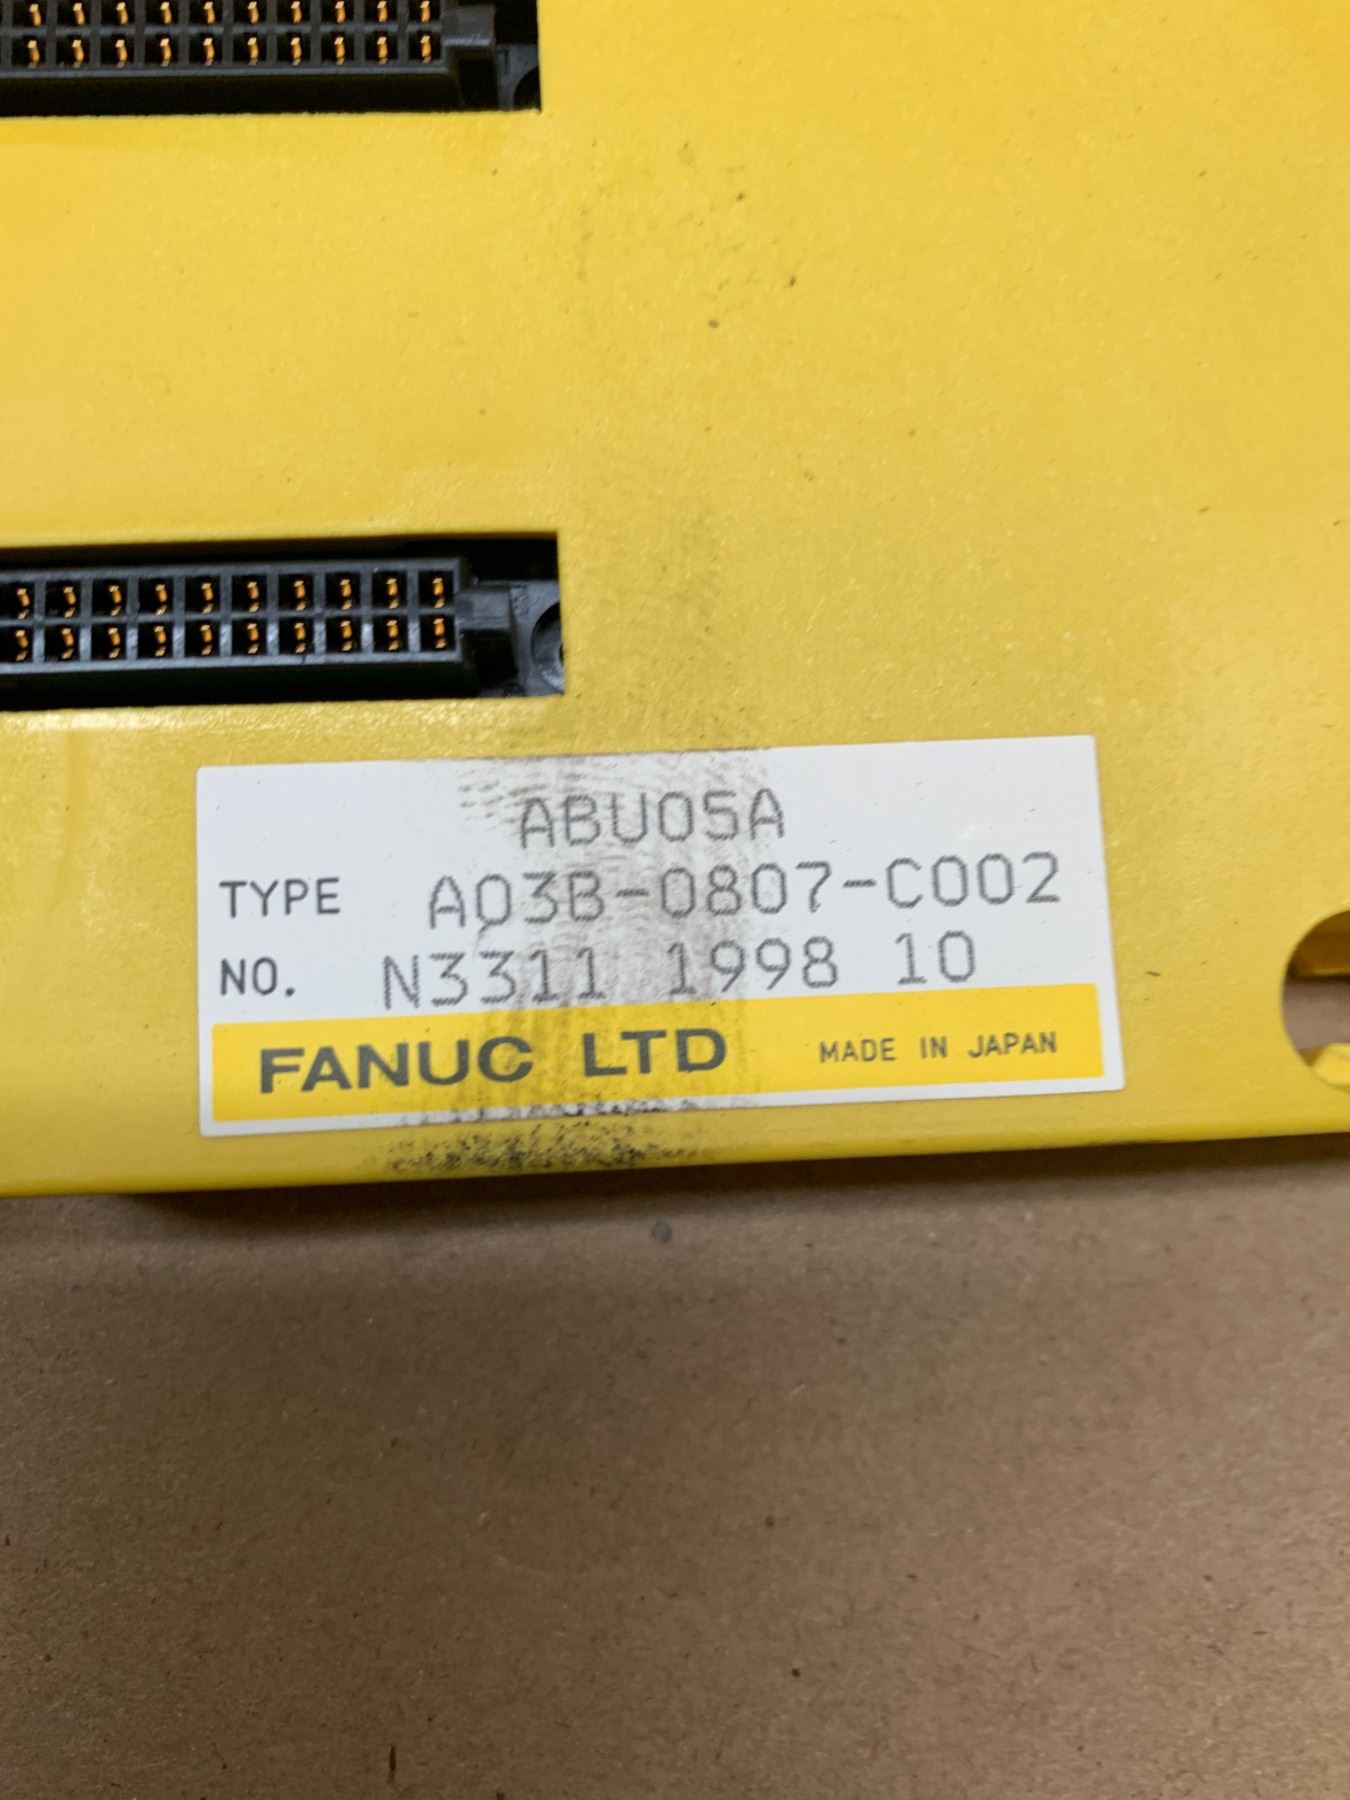 ABU05A
TYPE A03B-0807-C002
NO. N3311 1998 10
FANUC LTD MADE IN JAPAN